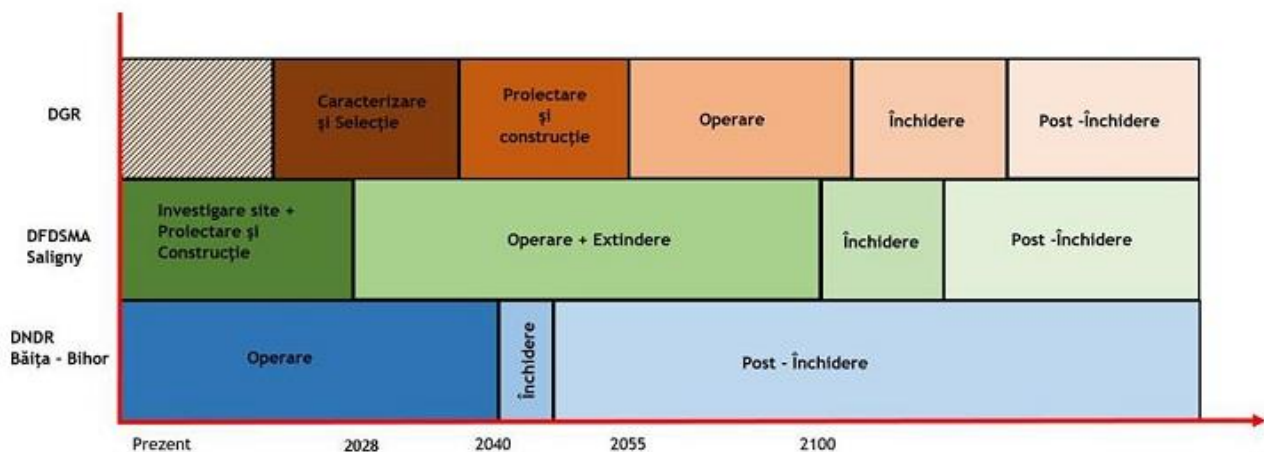 DGR
Caracterizare
și Selecție
Proiectare
și
construcție
Operare
Închidere
Post -Închidere
DFDSMA
Saligny
Investigare site +
Proiectare și
Construcție
Operare + Extindere
Închidere
Post -Închidere
DNDR
Băița - Bihor
Operare
Închidere
Post - Închidere
Prezent
2028
2040
2055
2100